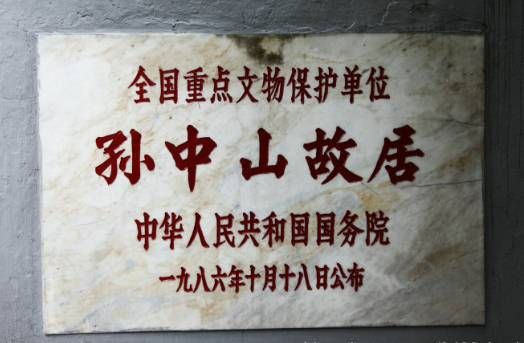 全国重点文物保护单位
孙中山故居
中华人民共和国国务院
一九八六年十月十八日公布